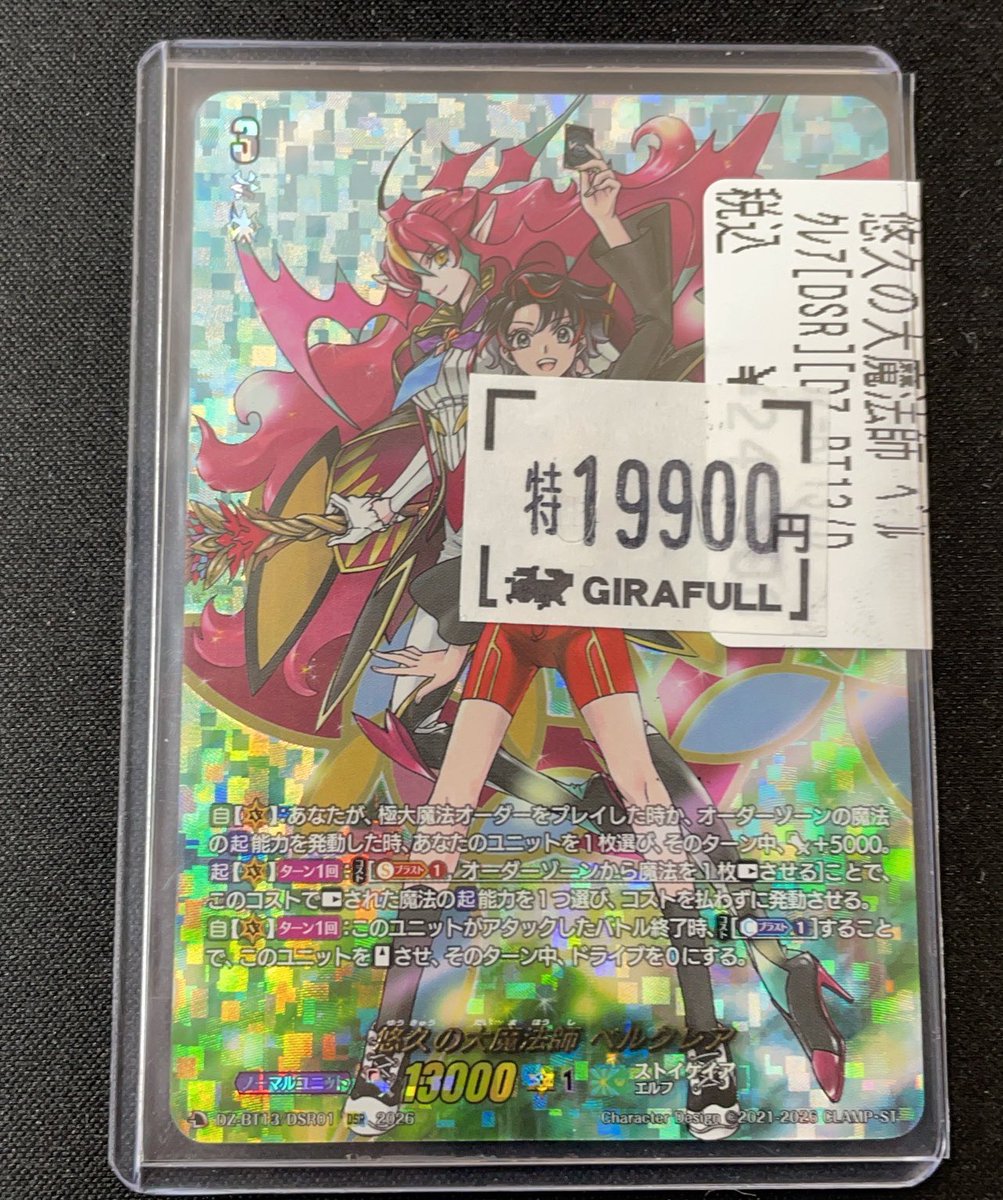 3
悠久の大魔法師 ベル
クレア[DSR][DZ-BT13/D
税込
¥24
特19900円
GIRAFULL
自【】:あなたが、極大魔法オーダーをプレイした時か、オーダーゾーンの魔法
の起能力を発動した時、あなたのユニットを1枚選び、そのターン中、+5000。
起【】ターン1回:コスト[Sブラスト1, オーダーゾーンから魔法を1枚させる]ことで、
このコストでされた魔法の起能力を1つ選び、コストを払わずに発動させる。
自【】ターン1回:このユニットがアタックしたバトル終了時、コスト[Cブラスト1]すること
で、このユニットをさせ、そのターン中、ドライブを0にする。
悠久の大魔法師 ベルクレア
ノーマルユニット 13000 1 ストイケイア
エルフ
DZ-BT13/DSR01 DSR 2026 Character Design ©2021-2026 CLAMP・ST